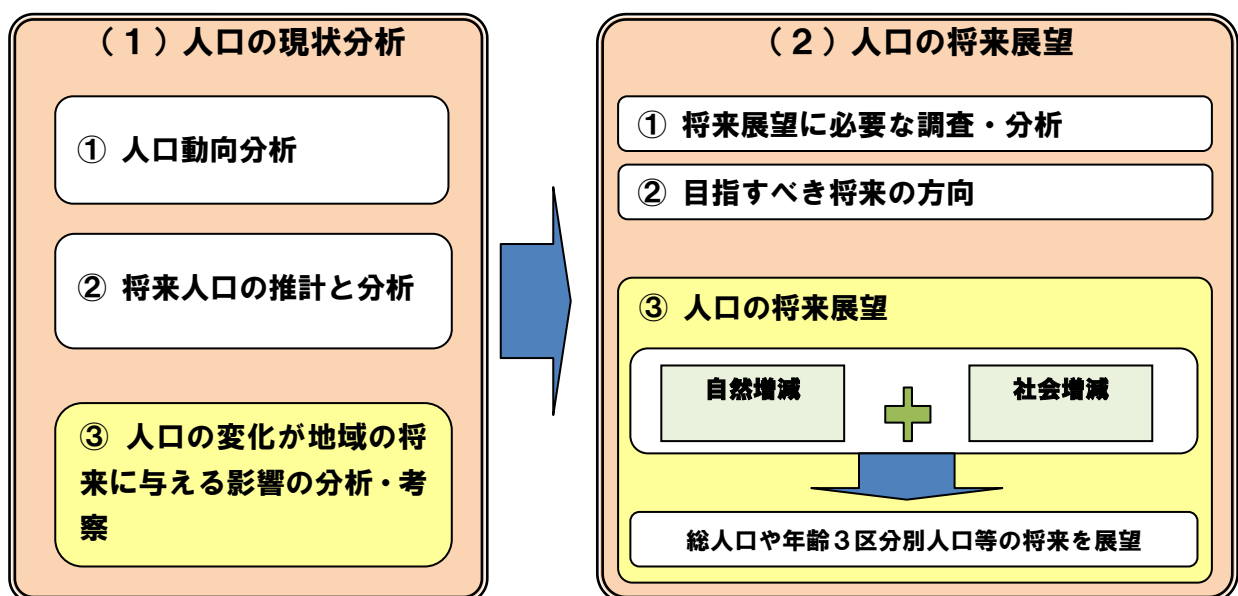 （１）人口の現状分析
① 人口動向分析
② 将来人口の推計と分析
③ 人口の変化が地域の将
来に与える影響の分析・考
察
（２）人口の将来展望
① 将来展望に必要な調査・分析
② 目指すべき将来の方向
③ 人口の将来展望
自然増減
社会増減
総人口や年齢３区分別人口等の将来を展望